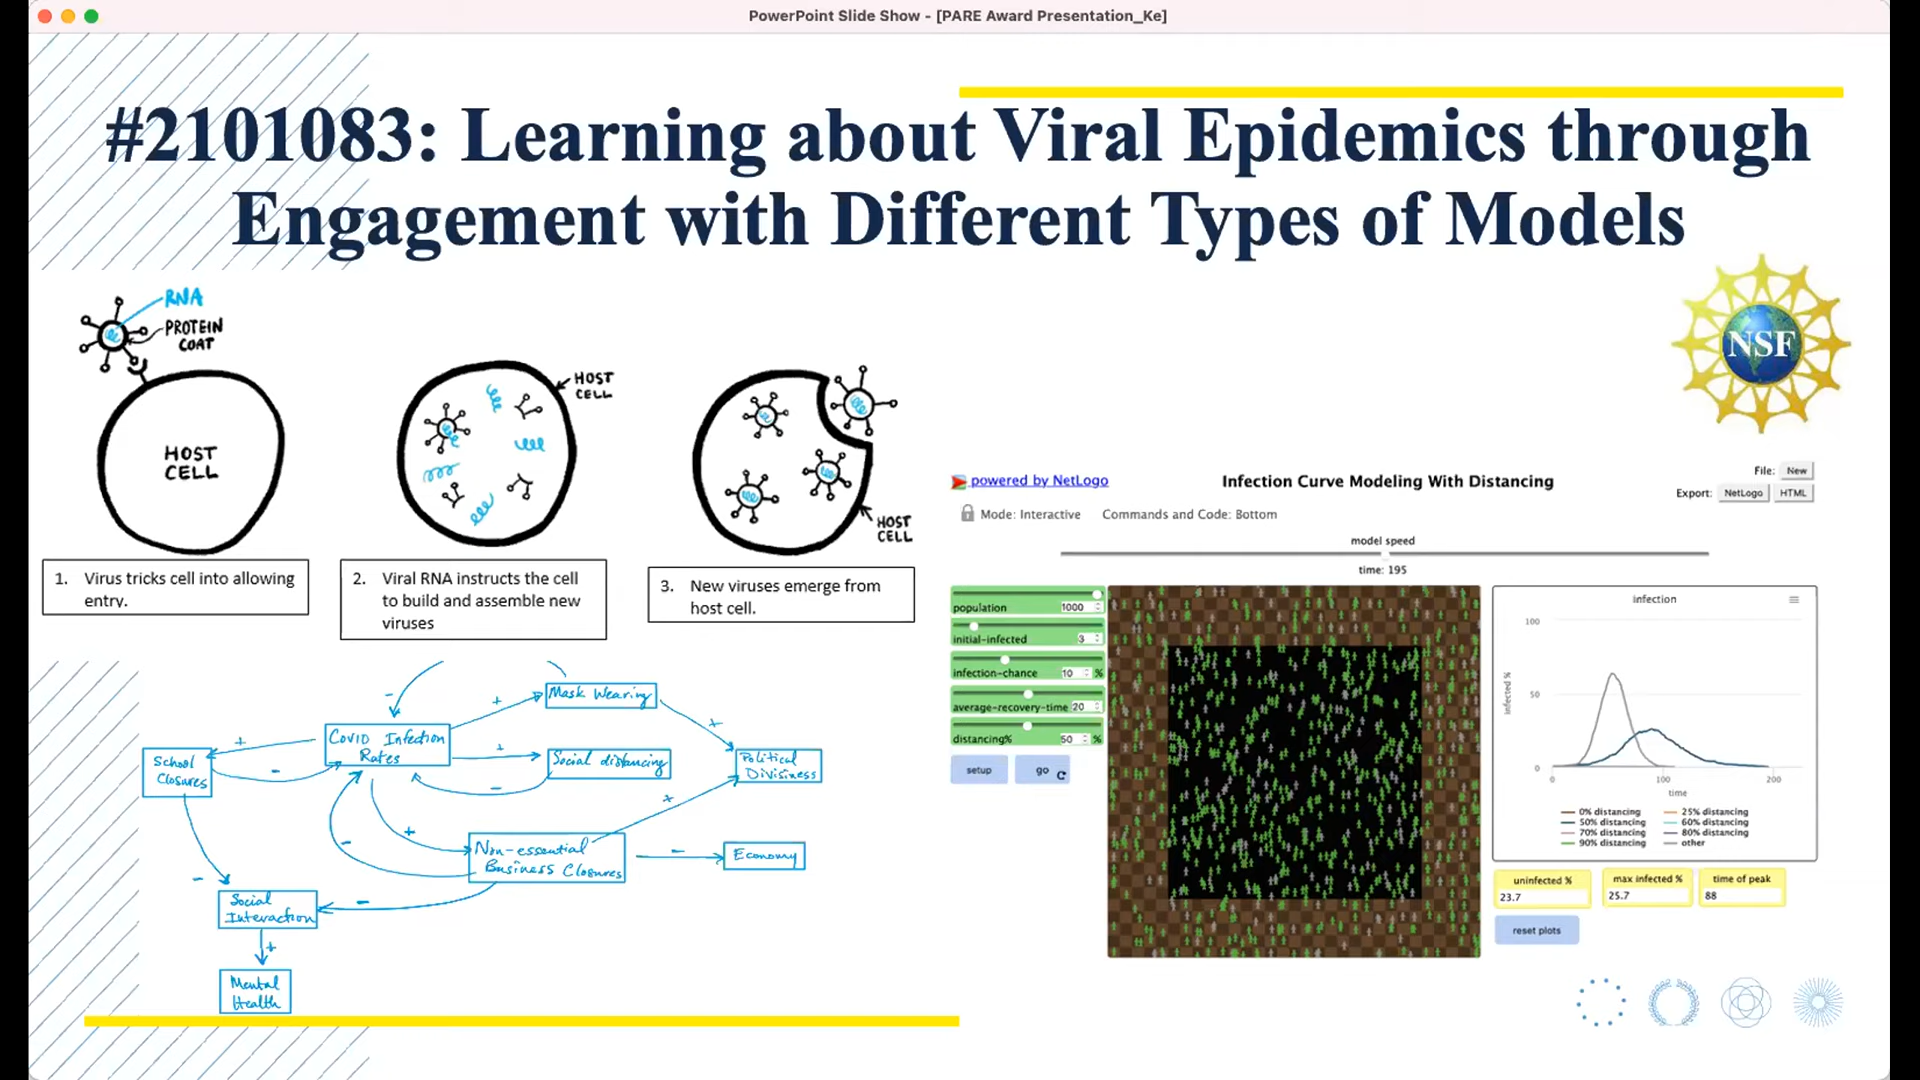 PowerPoint Slide Show - [PARE Award Presentation_Ke]
#2101083: Learning about Viral Epidemics through
Engagement with Different Types of Models
NSF
RNA
PROTEIN
COAT
HOST
CELL
HOST
CELL
HOST
CELL
1. Virus tricks cell into allowing
entry.
2. Viral RNA instructs the cell
to build and assemble new
viruses
3. New viruses emerge from
host cell.
Mask Wearing
Covid Infection
Rates
School
Closures
Social distancing
Political
Divisiness
Non-essential
Business Closures
Economy
Social
Interaction
Mental
Health
powered by NetLogo
Infection Curve Modeling With Distancing
File: New
Export: NetLogo HTML
Mode: Interactive Commands and Code: Bottom
model speed
time: 195
population 1000
initial-infected 3
infection-chance 10 %
average-recovery-time 20
distancing% 50 %
setup go
infection
100
50
0
infected %
0 100 200
time
0% distancing 25% distancing
50% distancing 60% distancing
70% distancing 80% distancing
90% distancing other
uninfected %
23.7
max infected %
25.7
time of peak
88
reset plots